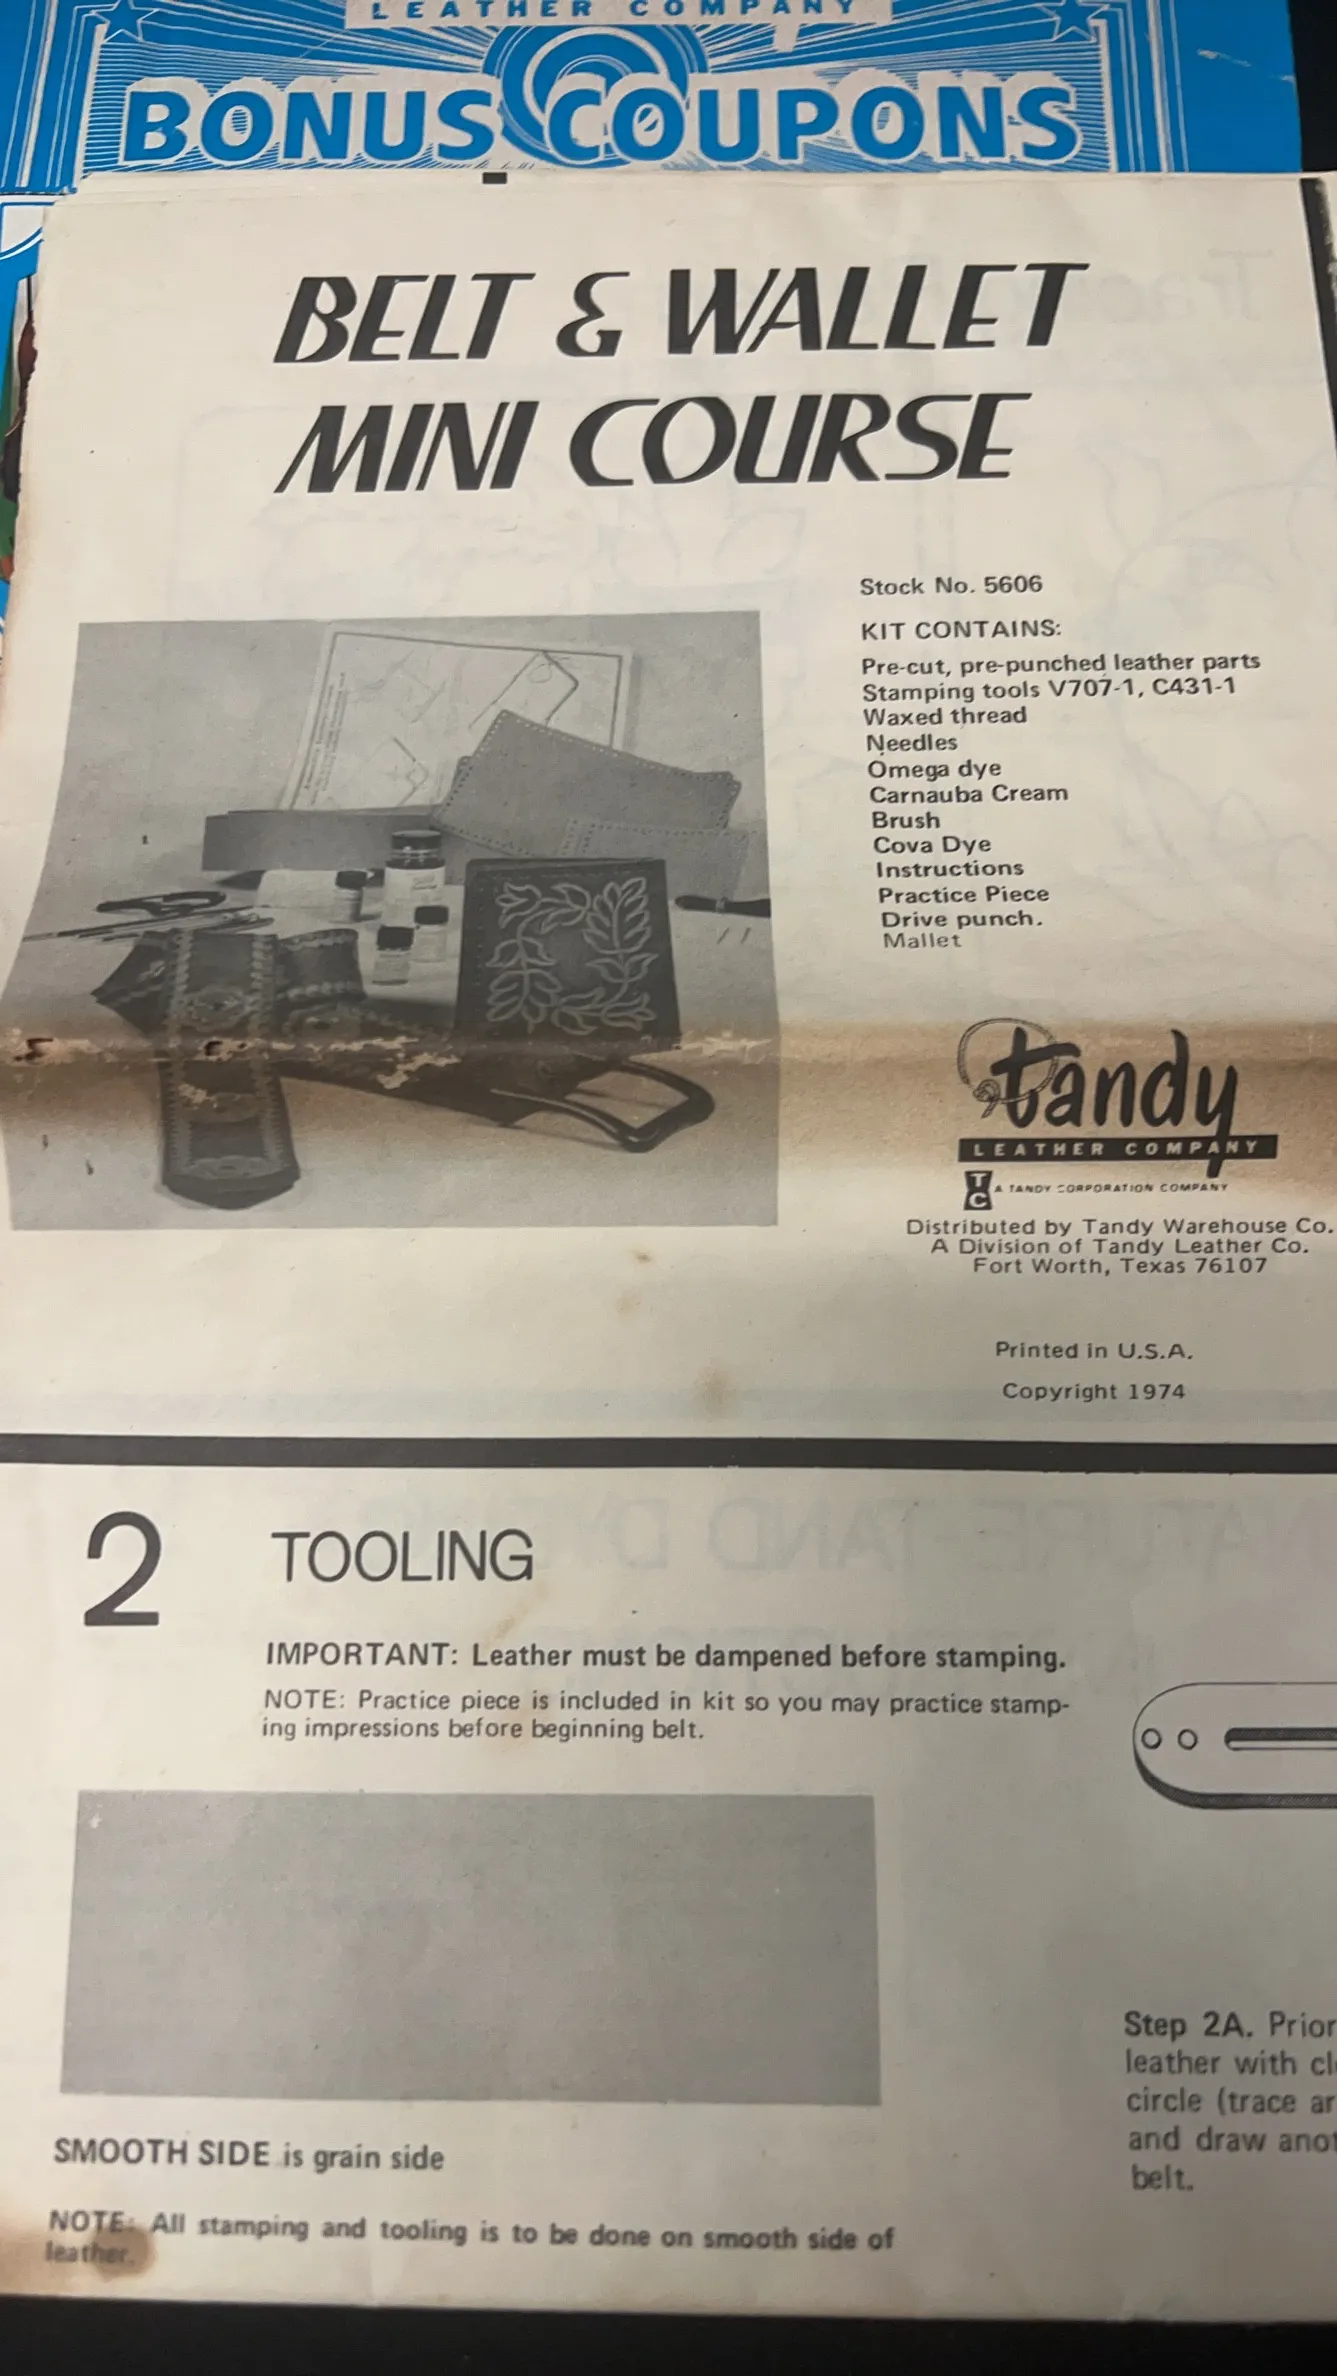 LEATHER COMPANY
BONUS COUPONS
BELT & WALLET
MINI COURSE
Stock No. 5606
KIT CONTAINS:
Pre-cut, pre-punched leather parts
Stamping tools V707-1, C431-1
Waxed thread
Needles
Omega dye
Carnauba Cream
Brush
Cova Dye
Instructions
Practice Piece
Drive punch.
Mallet
tandy
LEATHER COMPANY
TC
A TANDY CORPORATION COMPANY
Distributed by Tandy Warehouse Co.
A Division of Tandy Leather Co.
Fort Worth, Texas 76107
Printed in U.S.A.
Copyright 1974
2 TOOLING
IMPORTANT: Leather must be dampened before stamping.
NOTE: Practice piece is included in kit so you may practice stamp-
ing impressions before beginning belt.
SMOOTH SIDE is grain side
NOTE: All stamping and tooling is to be done on smooth side of
leather.
Step 2A. Prior
leather with cl
circle (trace ar
and draw anot
belt.